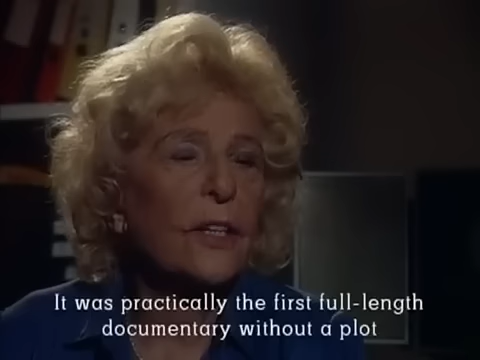 It was practically the first full-length
documentary without a plot